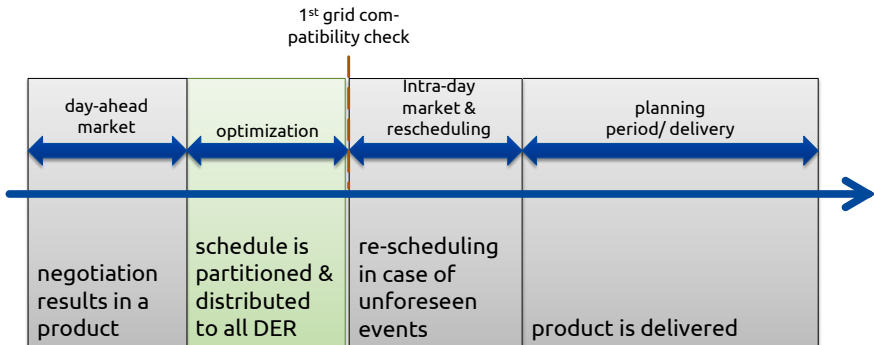 1st grid com-
patibility check
day-ahead
market
optimization
Intra-day
market &
rescheduling
planning
period/ delivery
negotiation
results in a
product
schedule is
partitioned &
distributed
to all DER
re-scheduling
in case of
unforeseen
events
product is delivered